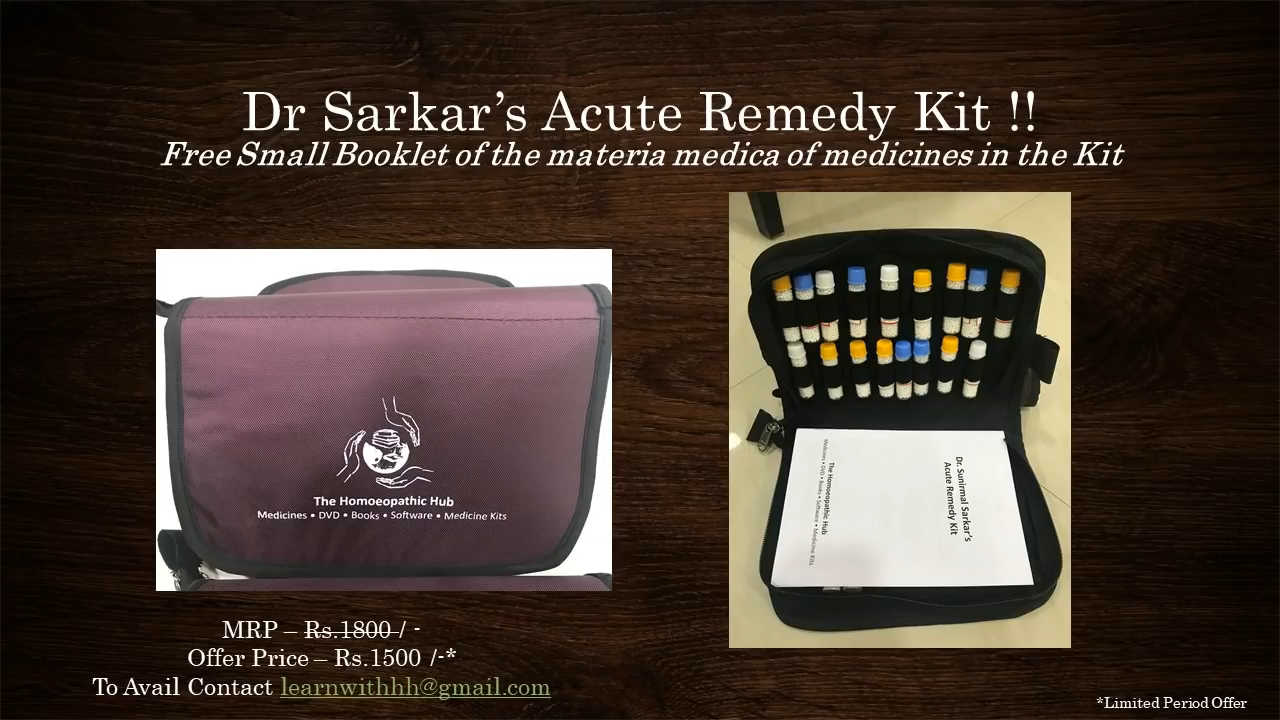 Dr Sarkar's Acute Remedy Kit !!
Free Small Booklet of the materia medica of medicines in the Kit
The Homoeopathic Hub
Medicines • DVD • Books • Software • Medicine Kits
Dr. Sunirmal Sarkar's
Acute Remedy Kit
The Homoeopathic Hub
Medicines • DVD • Books • Software • Medicine Kits
MRP – Rs.1800 / -
Offer Price – Rs.1500 /-*
To Avail Contact learnwithhh@gmail.com
*Limited Period Offer